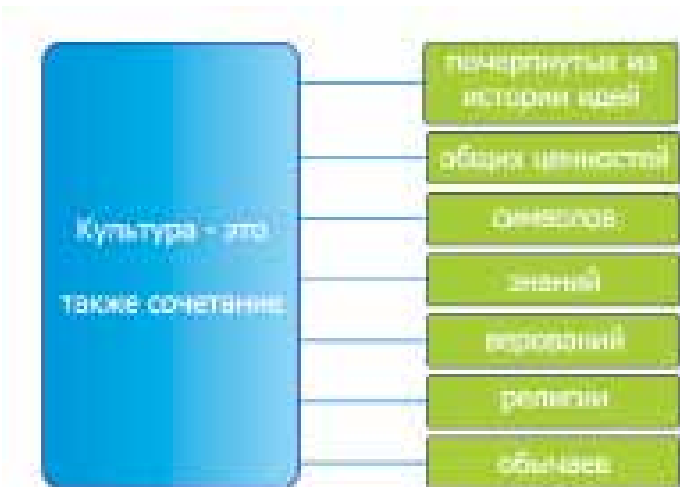 Культура - это
также сочетание
почерпнутых из
истории идей
общих ценностей
символов
знаний
верований
религии
обычаев